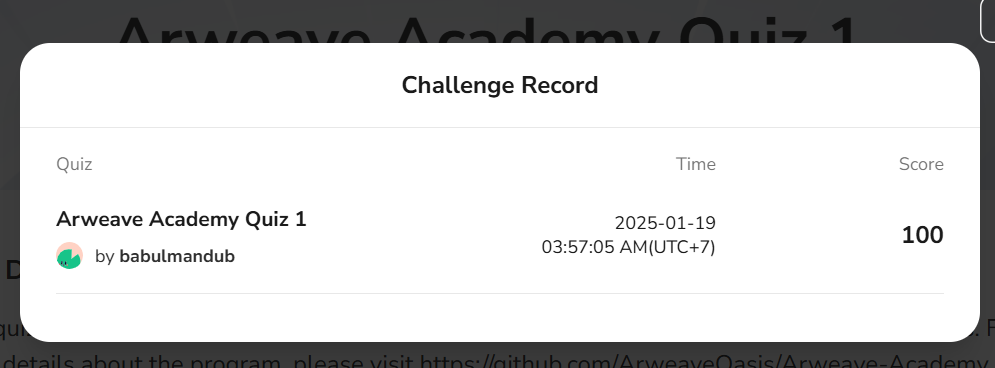 Arweave Academy Quiz 1
Challenge Record
Quiz Time Score
Arweave Academy Quiz 1
2025-01-19
03:57:05 AM(UTC+7)
100
by babulmandub
details about the program, please visit https://github.com/ArweaveOasis/Arweave-Academy